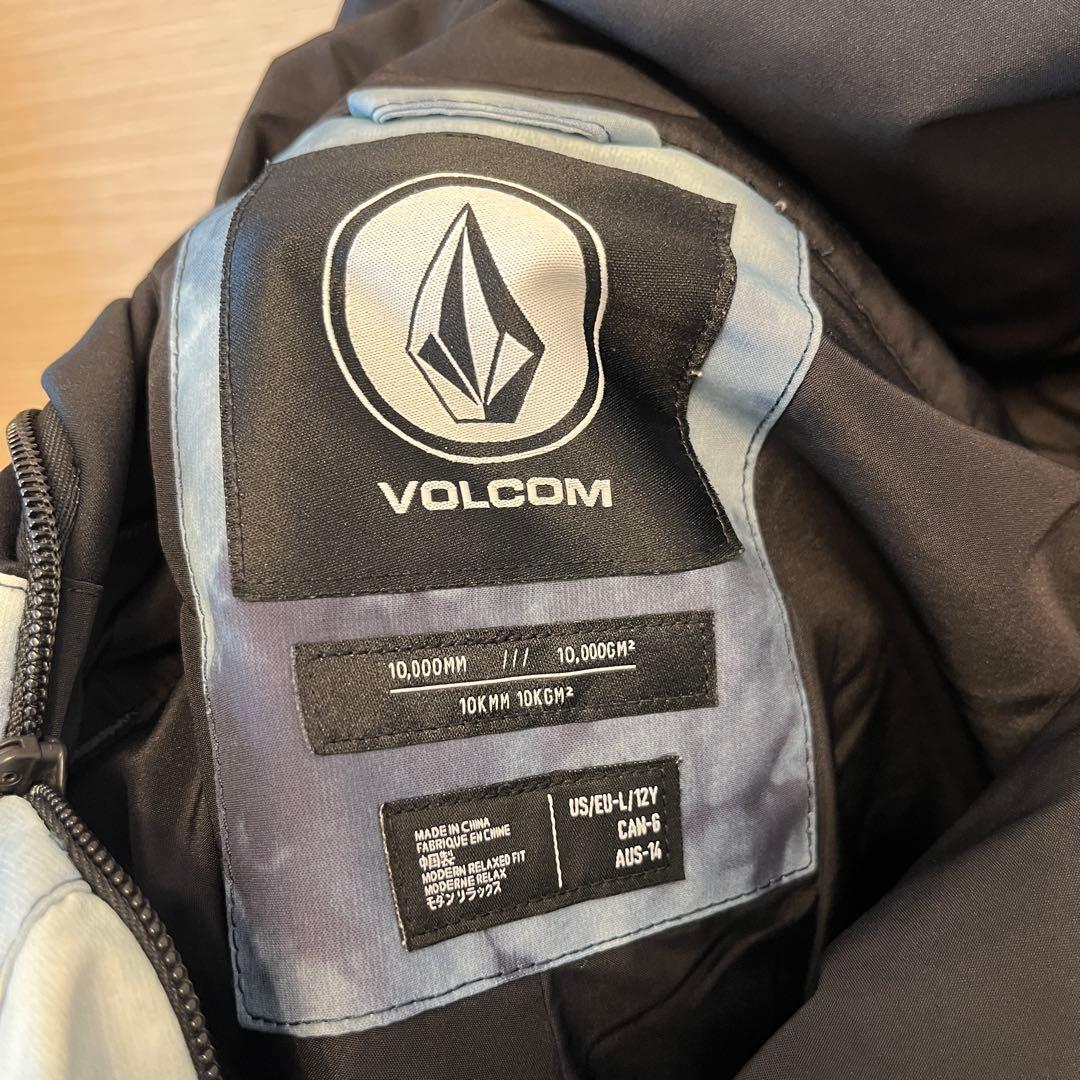 VOLCOM
10,000MM /// 10,000GM²
10KMM 10KGM²
MADE IN CHINA
FABRIQUE EN CHINE
中国製
MODERN RELAXED FIT
MODERNE RELAX
モダンリラックス
US/EU-L/12Y
CAN-6
AUS-14